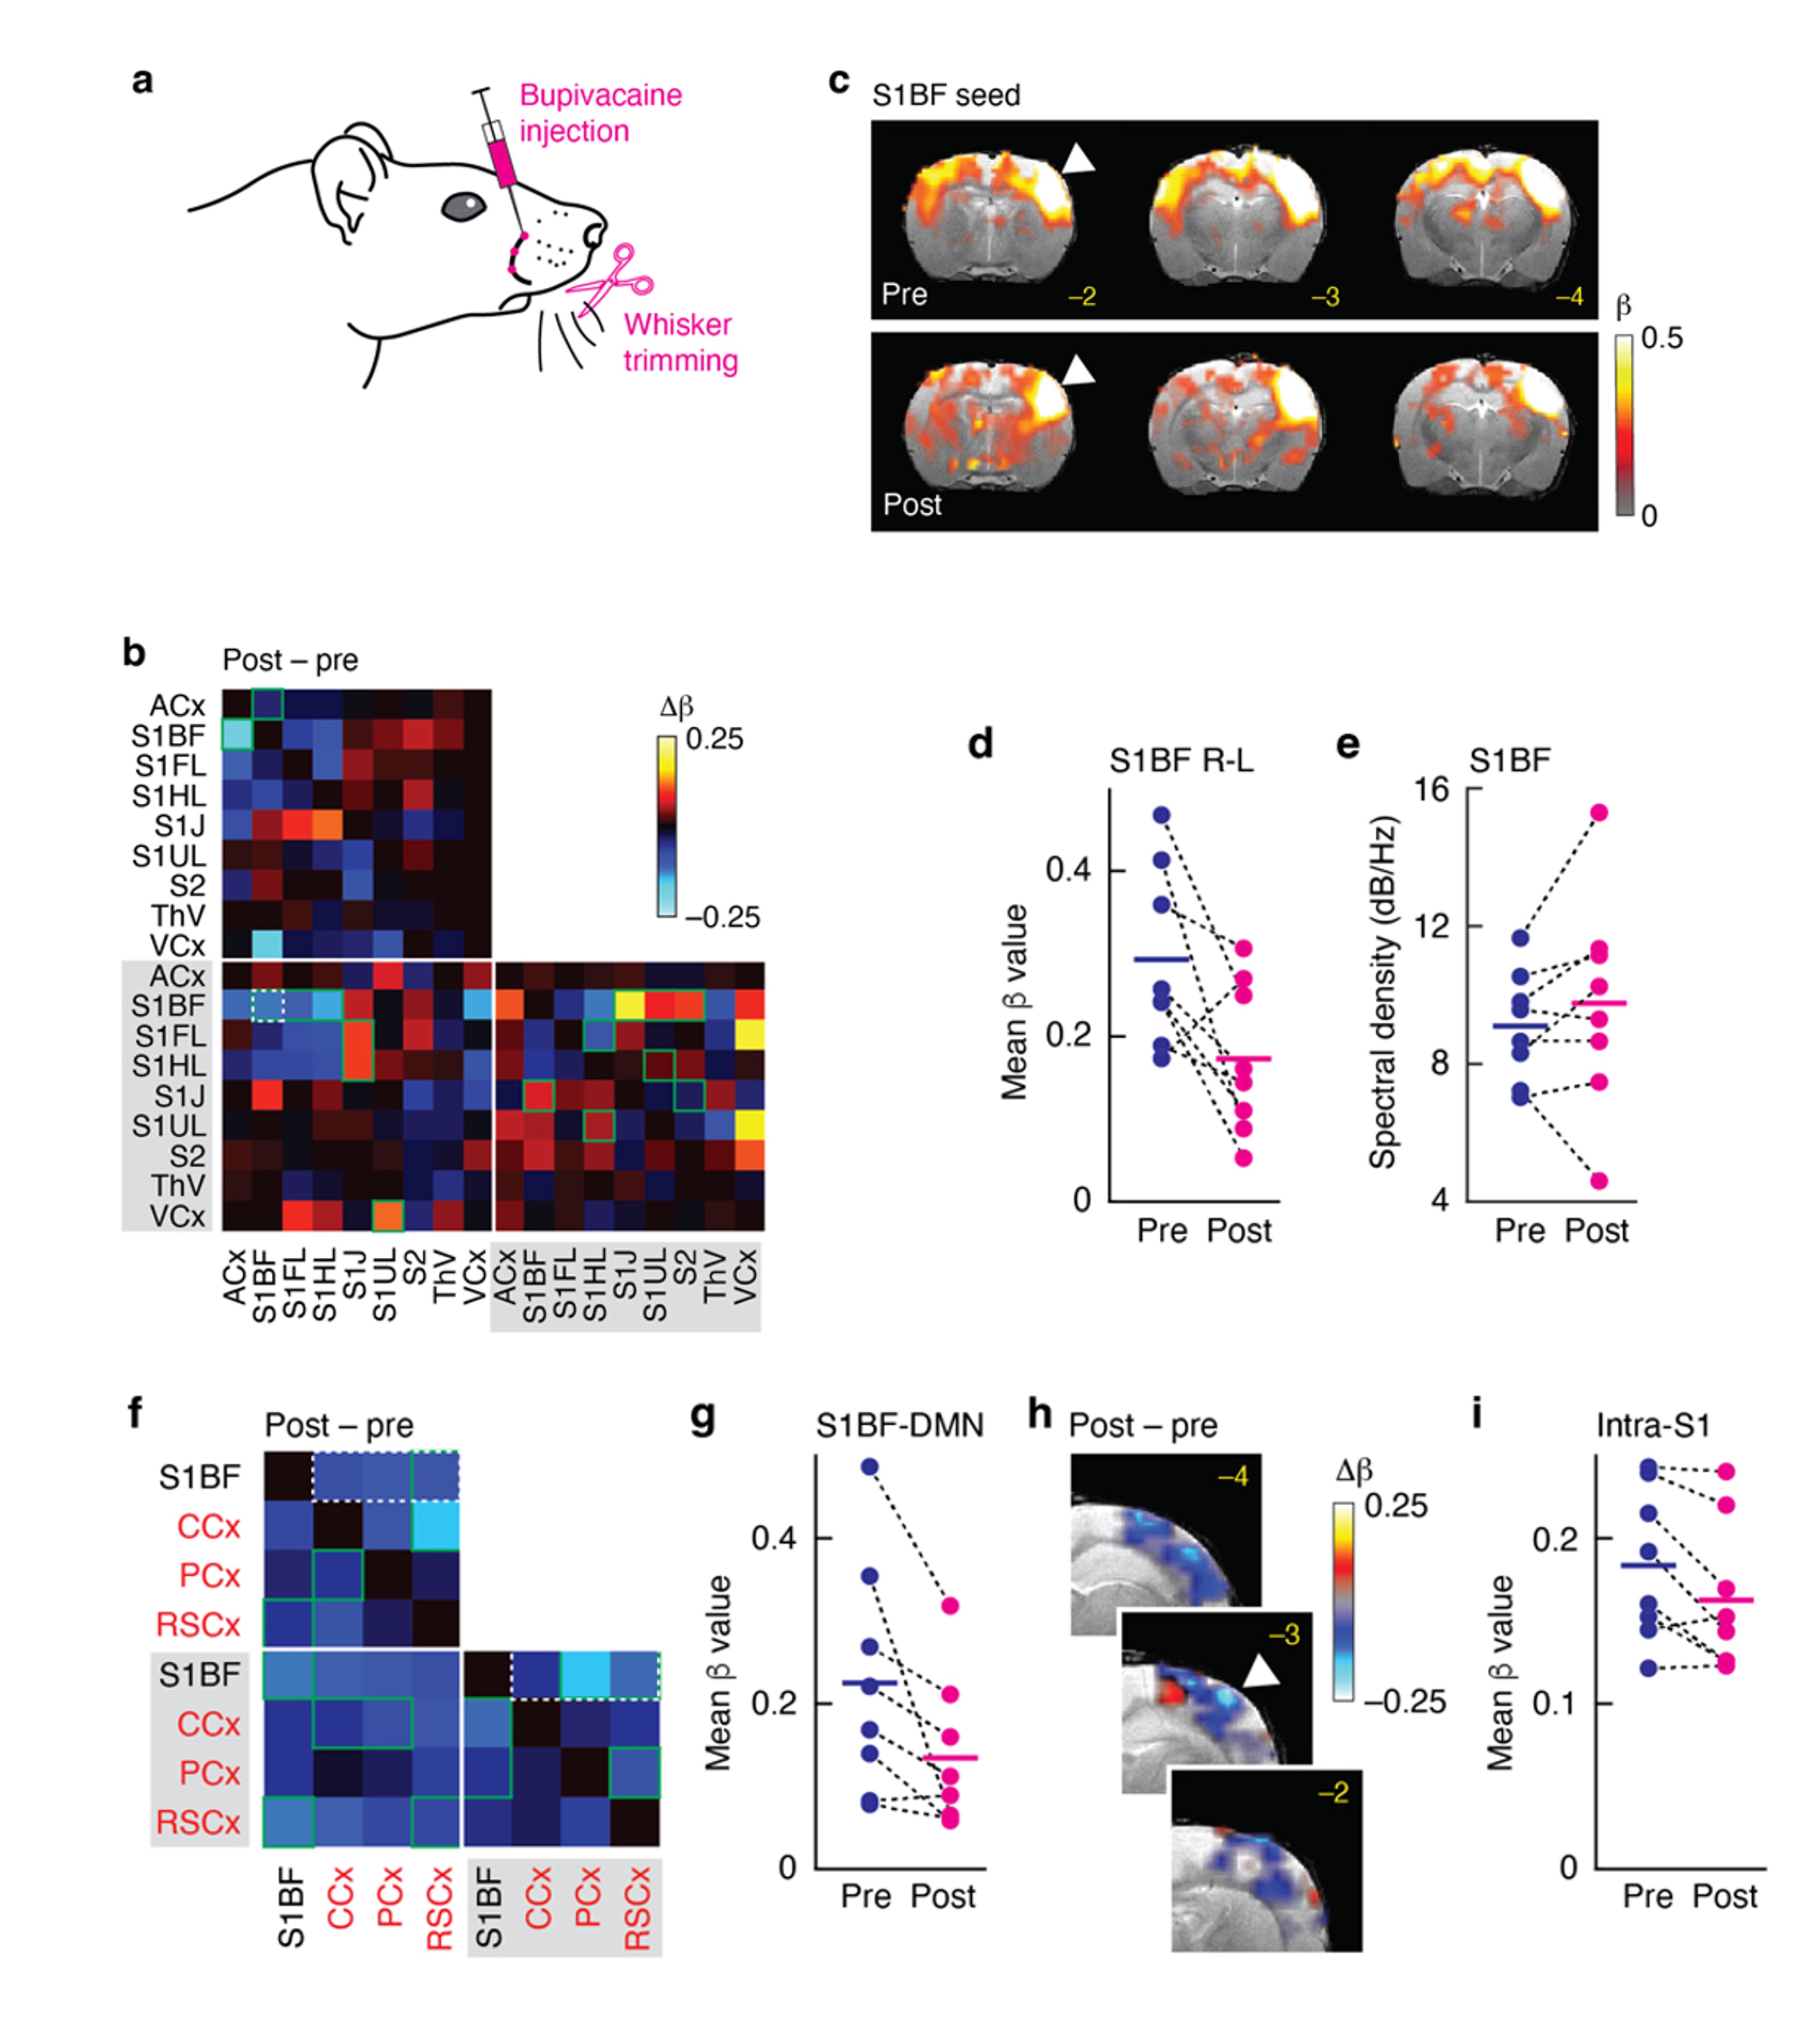 a
Bupivacaine
injection
Whisker
trimming
c
S1BF seed
Pre
−2
−3
−4
Post
β
0.5
0
b
Post – pre
ACx
S1BF
S1FL
S1HL
S1J
S1UL
S2
ThV
VCx
ACx
S1BF
S1FL
S1HL
S1J
S1UL
S2
ThV
VCx
ACx
S1BF
S1FL
S1HL
S1J
S1UL
S2
ThV
VCx
ACx
S1BF
S1FL
S1HL
S1J
S1UL
S2
ThV
VCx
Δβ
0.25
−0.25
d
S1BF R-L
Mean β value
0.4
0.2
0
Pre Post
e
S1BF
Spectral density (dB/Hz)
16
12
8
4
Pre Post
f
Post – pre
S1BF
CCx
PCx
RSCx
S1BF
CCx
PCx
RSCx
S1BF
CCx
PCx
RSCx
S1BF
CCx
PCx
RSCx
g
S1BF-DMN
Mean β value
0.4
0.2
0
Pre Post
h
Post – pre
−4
−3
−2
Δβ
0.25
−0.25
i
Intra-S1
Mean β value
0.2
0.1
0
Pre Post